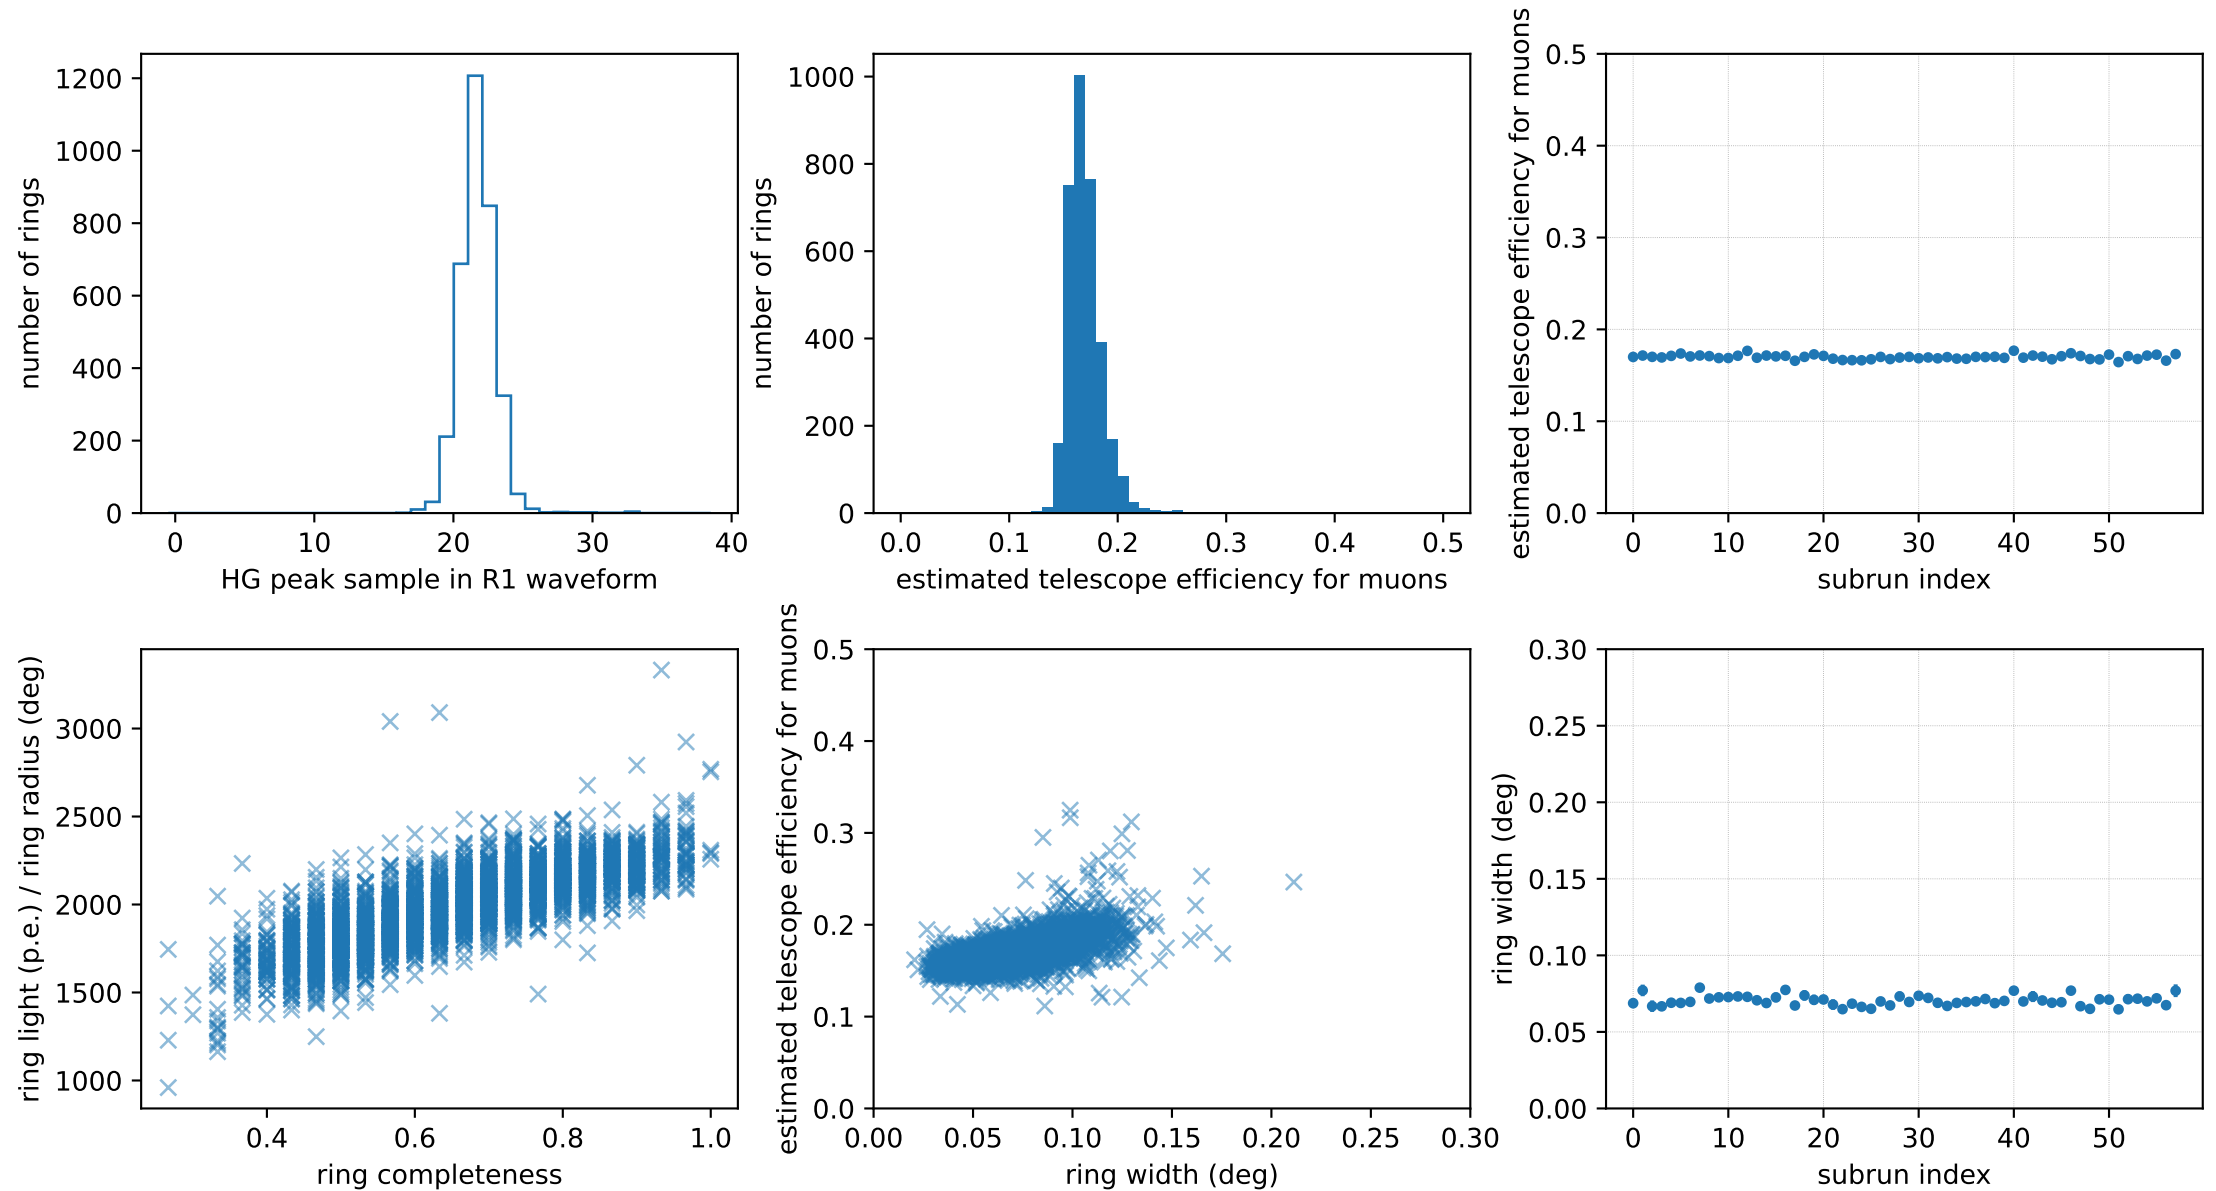 number of rings
1200
1000
800
600
400
200
0
0 10 20 30 40
HG peak sample in R1 waveform
number of rings
1000
800
600
400
200
0
0.0 0.1 0.2 0.3 0.4 0.5
estimated telescope efficiency for muons
estimated telescope efficiency for muons
0.5
0.4
0.3
0.2
0.1
0.0
0 10 20 30 40 50
subrun index
ring light (p.e.) / ring radius (deg)
3000
2500
2000
1500
1000
0.4 0.6 0.8 1.0
ring completeness
estimated telescope efficiency for muons
0.5
0.4
0.3
0.2
0.1
0.0
0.00 0.05 0.10 0.15 0.20 0.25 0.30
ring width (deg)
ring width (deg)
0.30
0.25
0.20
0.15
0.10
0.05
0.00
0 10 20 30 40 50
subrun index